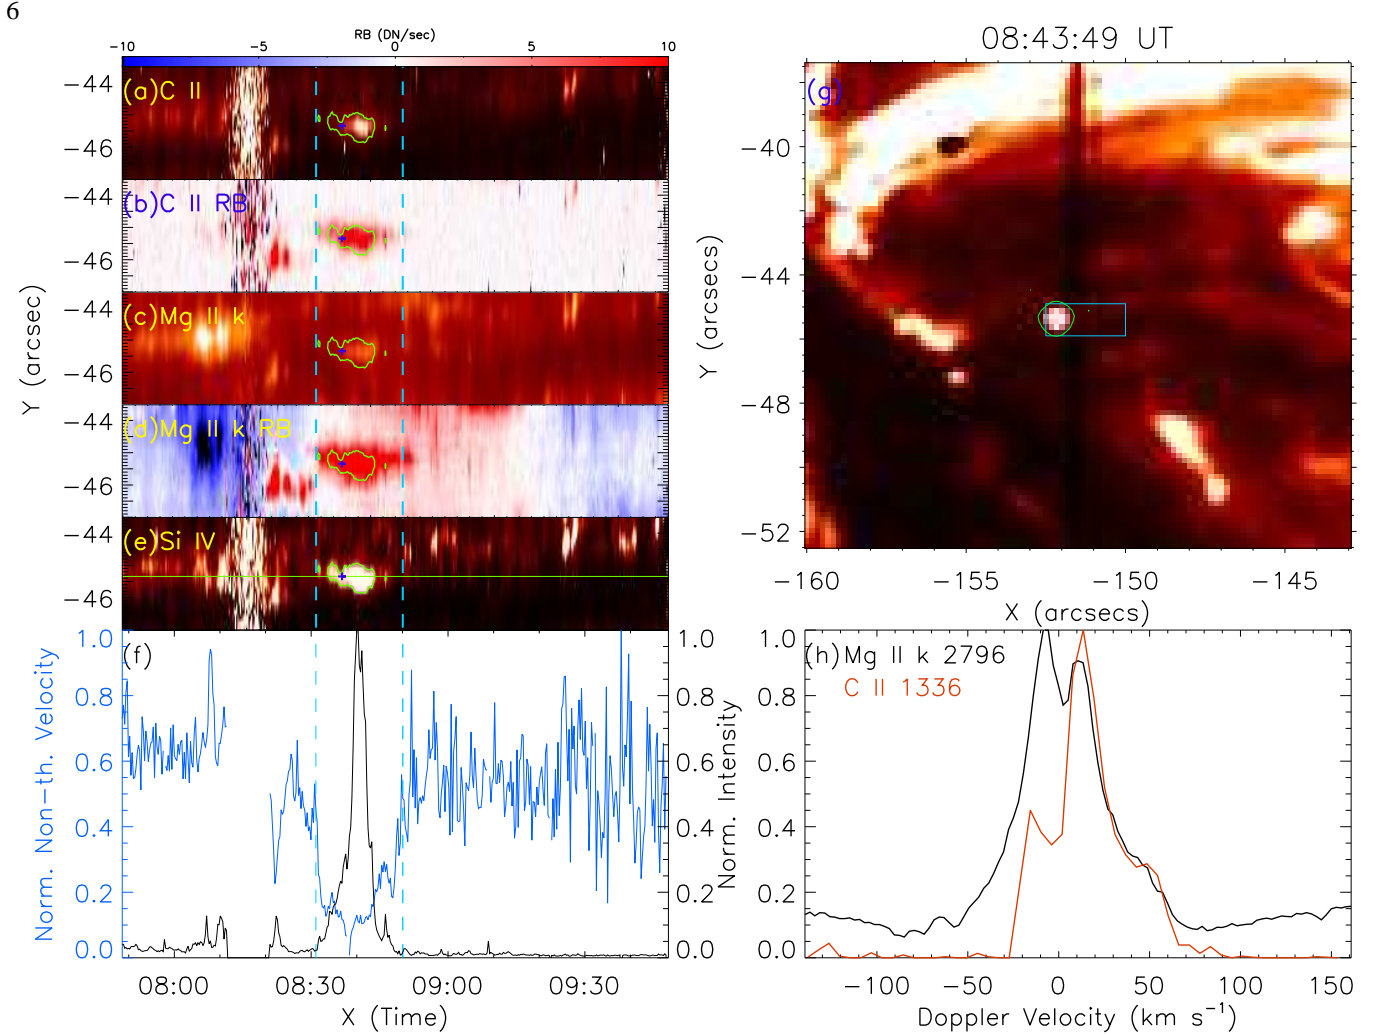 6
RB (DN/sec)
−10 −5 0 5 10
(a)C II
−44
−46
(b)C II RB
−44
−46
(c)Mg II k
−44
−46
(d)Mg II k RB
−44
−46
(e)Si IV
−44
−46
Y (arcsec)
(f)
1.0
0.8
0.6
0.4
0.2
0.0
Norm. Non−th. Velocity
1.0
0.8
0.6
0.4
0.2
0.0
Norm. Intensity
08:00 08:30 09:00 09:30
X (Time)
08:43:49 UT
(g)
−40
−44
−48
−52
Y (arcsecs)
−160 −155 −150 −145
X (arcsecs)
(h)Mg II k 2796
C II 1336
1.0
0.8
0.6
0.4
0.2
0.0
−100 −50 0 50 100 150
Doppler Velocity (km s⁻¹)